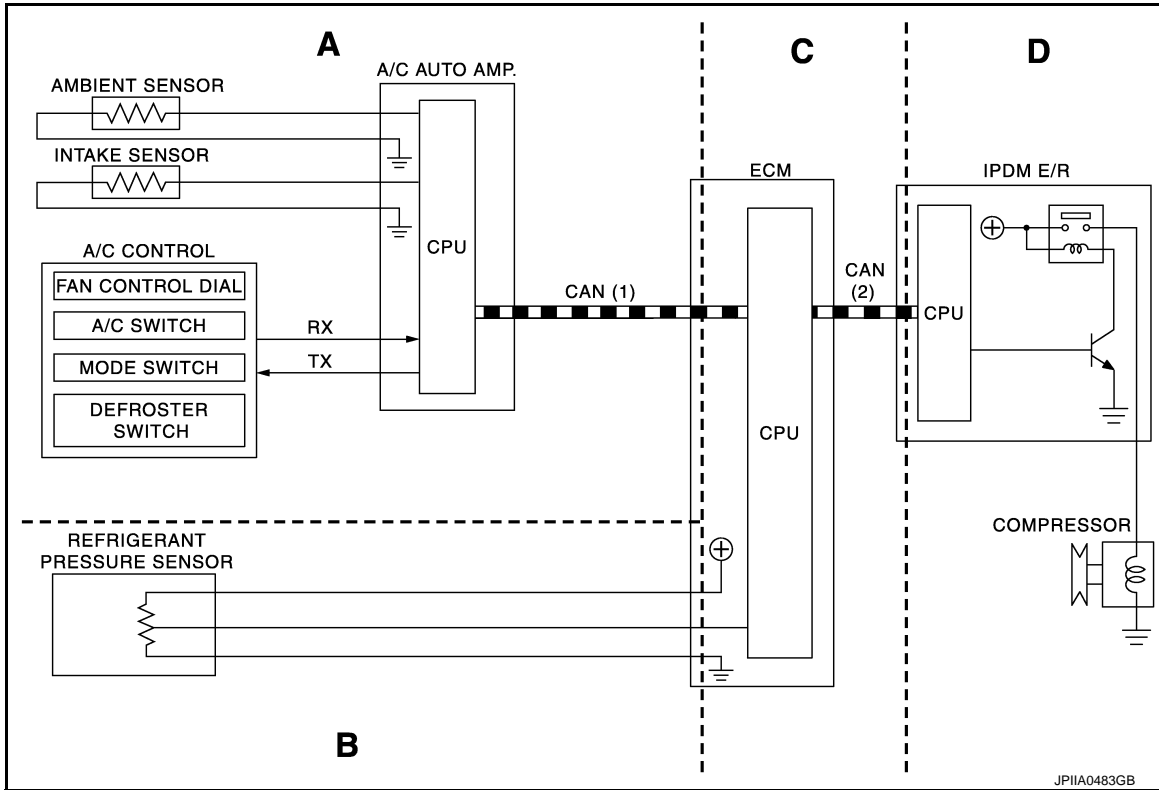 A
C
D
A/C AUTO AMP.
AMBIENT SENSOR
INTAKE SENSOR
ECM
IPDM E/R
A/C CONTROL
CPU
FAN CONTROL DIAL
A/C SWITCH
MODE SWITCH
DEFROSTER
SWITCH
RX
TX
CAN (1)
CAN
(2)
CPU
CPU
REFRIGERANT
PRESSURE SENSOR
COMPRESSOR
B
JPIIA0483GB